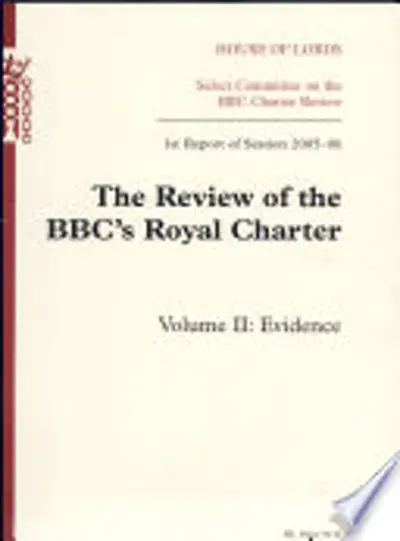 HOUSE OF LORDS
Select Committee on the
BBC Charter Review
1st Report of Session 2005–06
The Review of the
BBC's Royal Charter
Volume II: Evidence